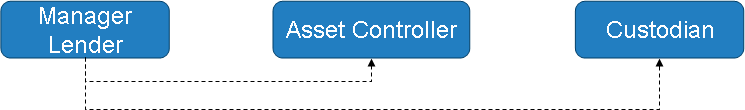 Manager
Lender
Asset Controller
Custodian